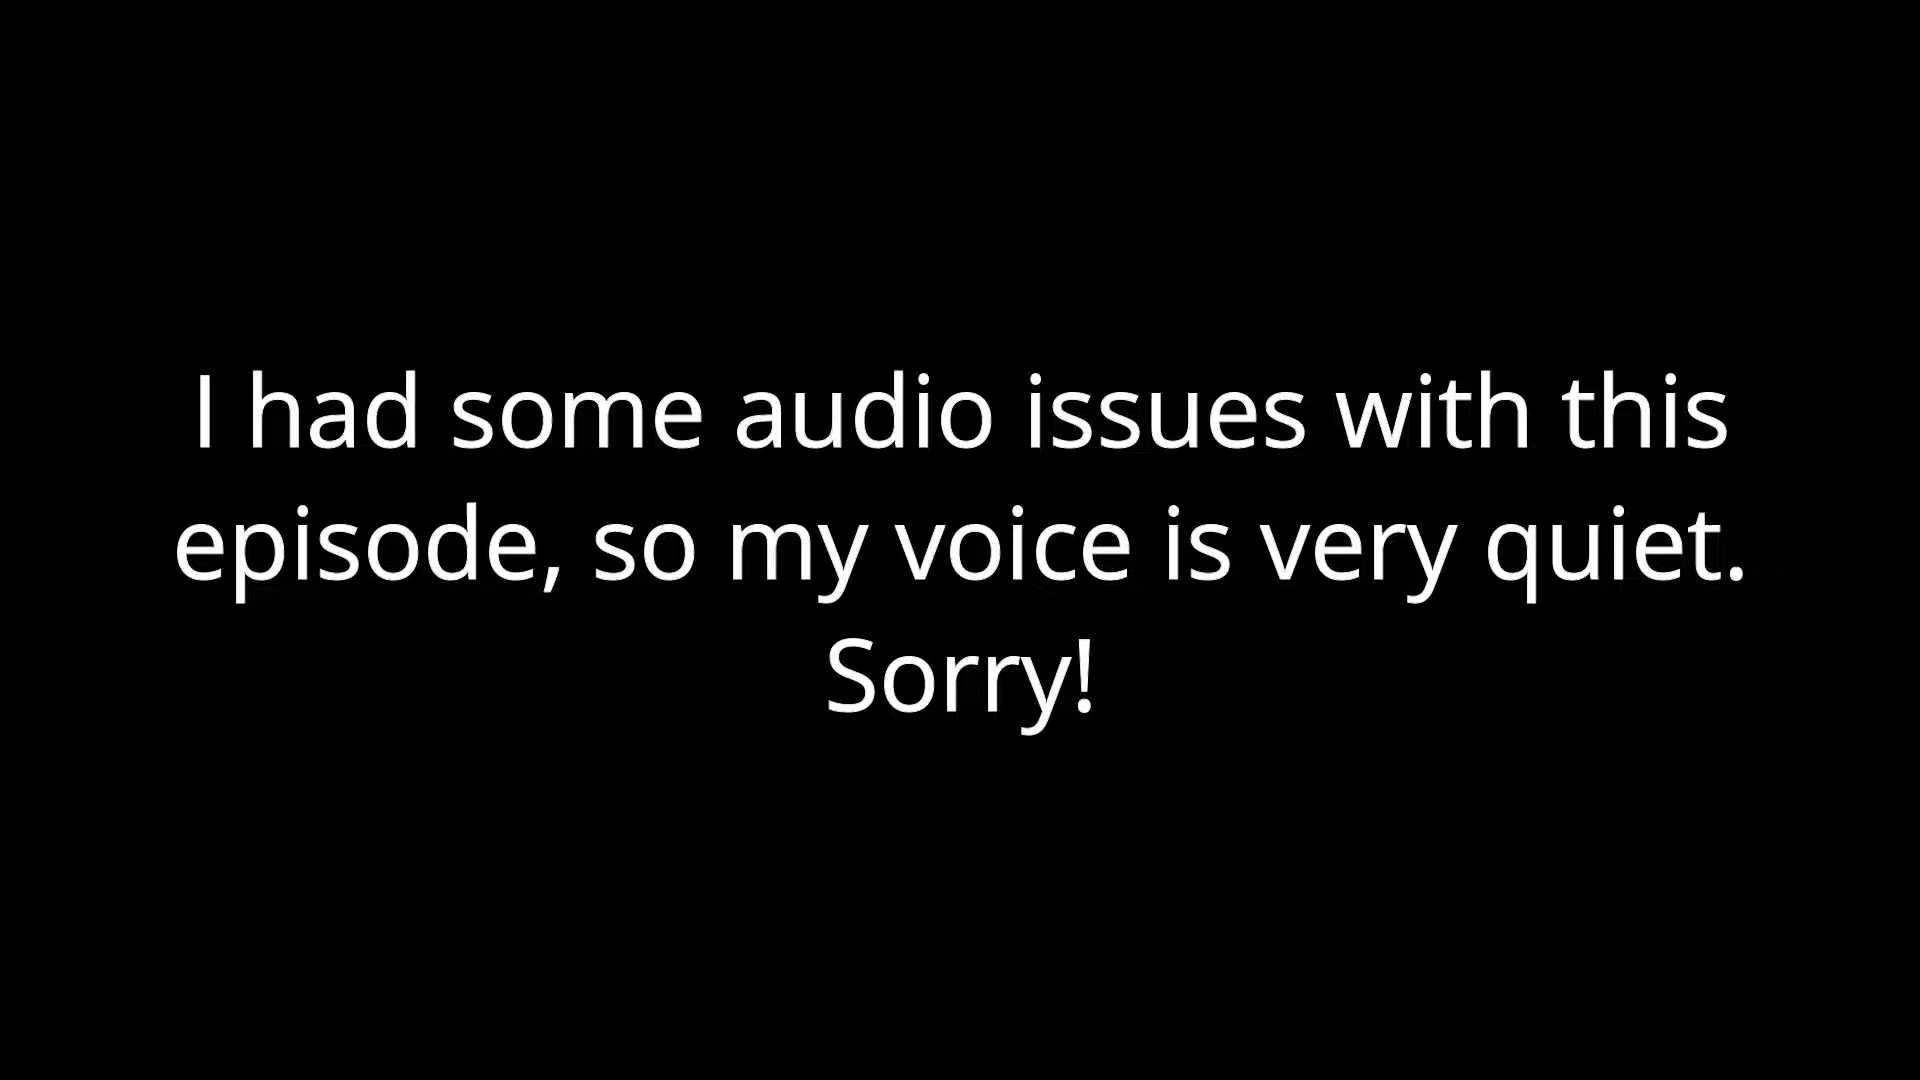 I had some audio issues with this
episode, so my voice is very quiet.
Sorry!